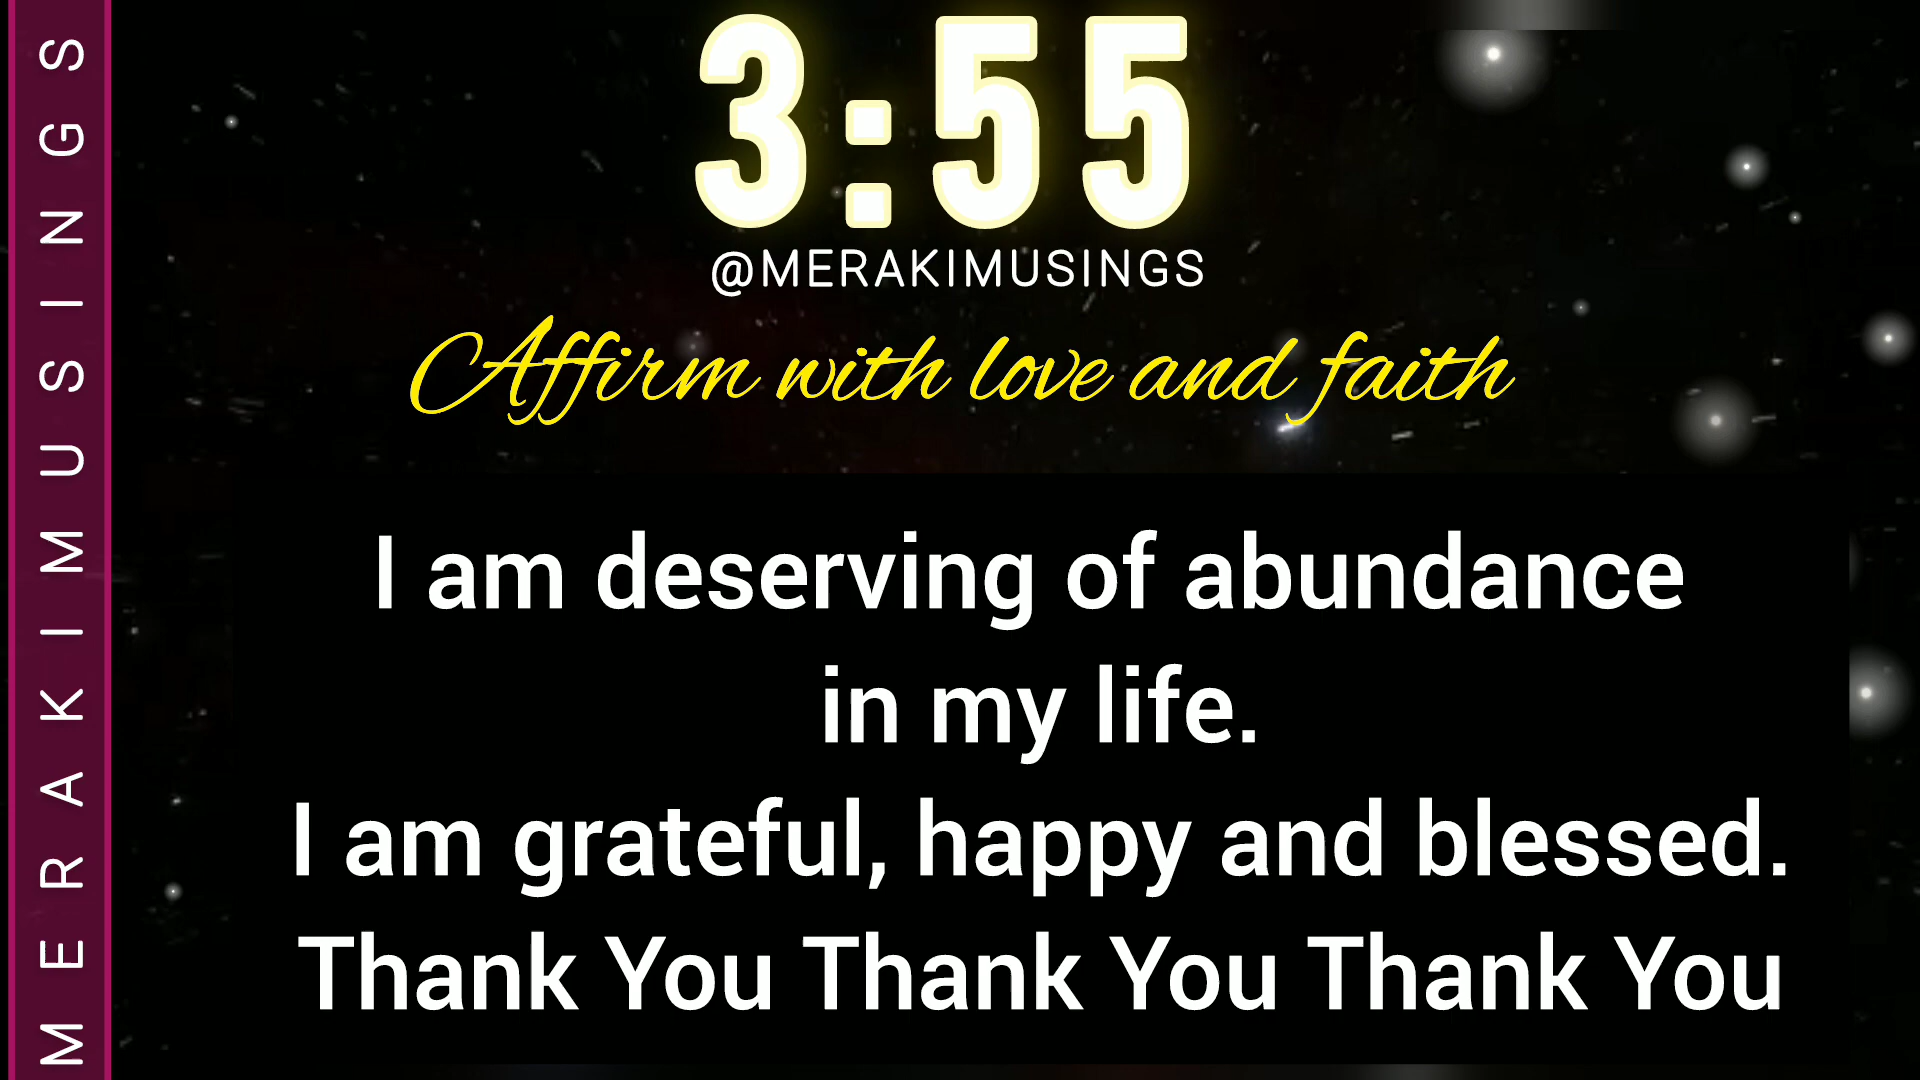 MERAKIMUSINGS
3:55
@MERAKIMUSINGS
Affirm with love and faith
I am deserving of abundance
in my life.
I am grateful, happy and blessed.
Thank You Thank You Thank You